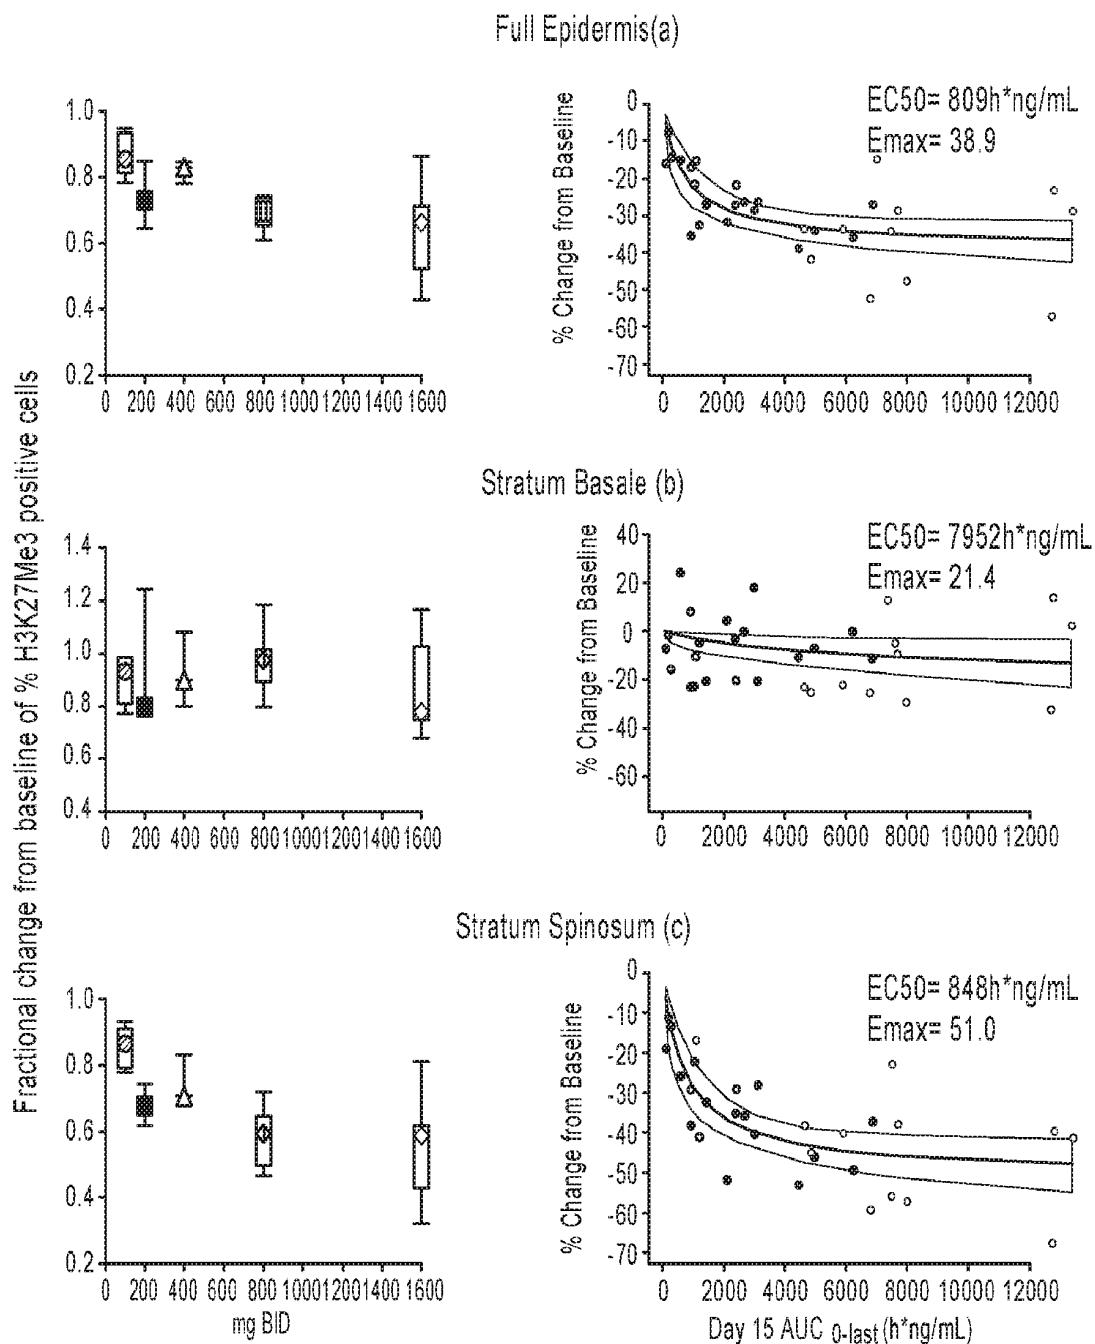 Full Epidermis(a)
Fractional change from baseline of % H3K27Me3 positive cells
1.0
0.8
0.6
0.4
0.2
0 200 400 600 800 1000 1200 1400 1600
% Change from Baseline
0
-10
-20
-30
-40
-50
-60
-70
0 2000 4000 6000 8000 10000 12000
EC50= 809h*ng/mL
Emax= 38.9
Stratum Basale (b)
1.4
1.2
1.0
0.8
0.6
0.4
0 200 400 600 800 1000 1200 1400 1600
% Change from Baseline
40
20
0
-20
-40
-60
0 2000 4000 6000 8000 10000 12000
EC50= 7952h*ng/mL
Emax= 21.4
Stratum Spinosum (c)
1.0
0.8
0.6
0.4
0.2
0 200 400 600 800 1000 1200 1400 1600
mg BID
% Change from Baseline
0
-10
-20
-30
-40
-50
-60
-70
0 2000 4000 6000 8000 10000 12000
EC50= 848h*ng/mL
Emax= 51.0
Day 15 AUC 0-last (h*ng/mL)